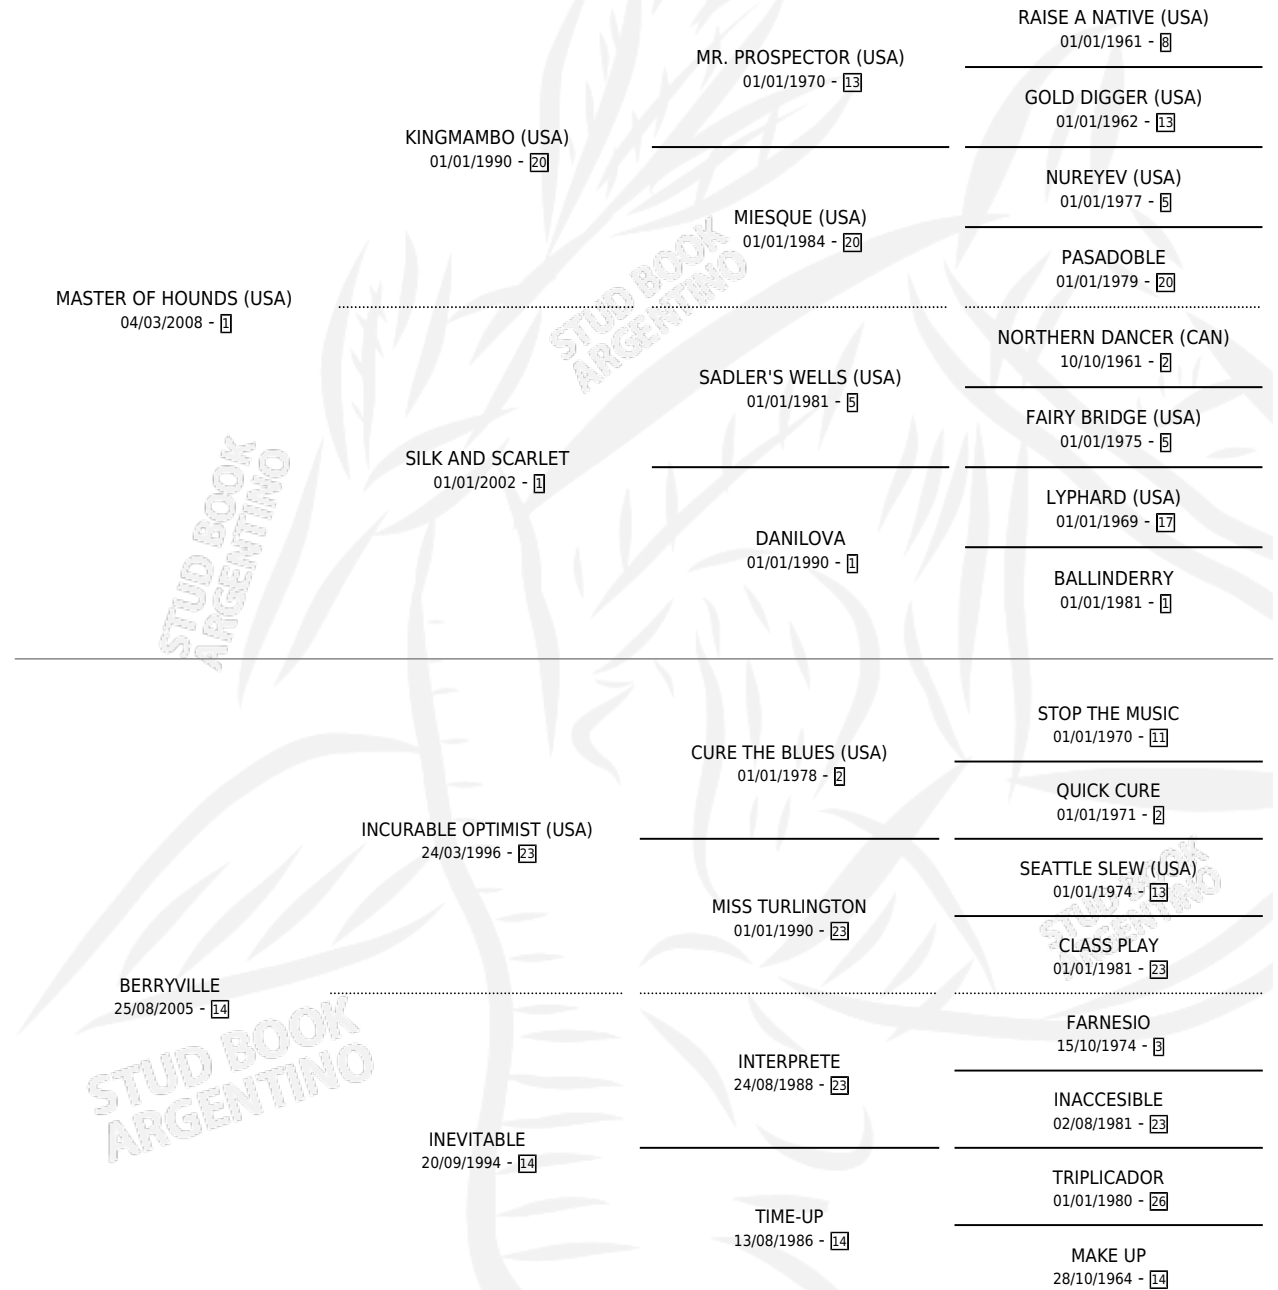 RAISE A NATIVE (USA)
01/01/1961 - 8
MR. PROSPECTOR (USA)
01/01/1970 - 13
GOLD DIGGER (USA)
01/01/1962 - 13
KINGMAMBO (USA)
01/01/1990 - 20
NUREYEV (USA)
01/01/1977 - 5
MIESQUE (USA)
01/01/1984 - 20
PASADOBLE
01/01/1979 - 20
MASTER OF HOUNDS (USA)
04/03/2008 - 1
NORTHERN DANCER (CAN)
10/10/1961 - 2
SADLER'S WELLS (USA)
01/01/1981 - 5
FAIRY BRIDGE (USA)
01/01/1975 - 5
SILK AND SCARLET
01/01/2002 - 1
LYPHARD (USA)
01/01/1969 - 17
DANILOVA
01/01/1990 - 1
BALLINDERRY
01/01/1981 - 1
STUD BOOK
ARGENTINO
STUD BOOK
ARGENTINO
STOP THE MUSIC
01/01/1970 - 11
CURE THE BLUES (USA)
01/01/1978 - 2
QUICK CURE
01/01/1971 - 2
INCURABLE OPTIMIST (USA)
24/03/1996 - 23
SEATTLE SLEW (USA)
01/01/1974 - 13
MISS TURLINGTON
01/01/1990 - 23
CLASS PLAY
01/01/1981 - 23
BERRYVILLE
25/08/2005 - 14
FARNESIO
15/10/1974 - 3
INTERPRETE
24/08/1988 - 23
INACCESIBLE
02/08/1981 - 23
INEVITABLE
20/09/1994 - 14
TRIPLICADOR
01/01/1980 - 26
TIME-UP
13/08/1986 - 14
MAKE UP
28/10/1964 - 14
STUD BOOK
ARGENTINO
STUD BOOK
ARGENTINO